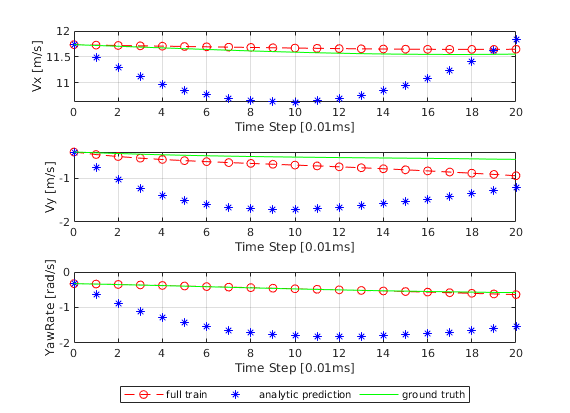 12
11.5
11
Vx [m/s]
0 2 4 6 8 10 12 14 16 18 20
Time Step [0.01ms]
-1
-2
Vy [m/s]
0 2 4 6 8 10 12 14 16 18 20
Time Step [0.01ms]
0
-1
-2
YawRate [rad/s]
0 2 4 6 8 10 12 14 16 18 20
Time Step [0.01ms]
full train analytic prediction ground truth